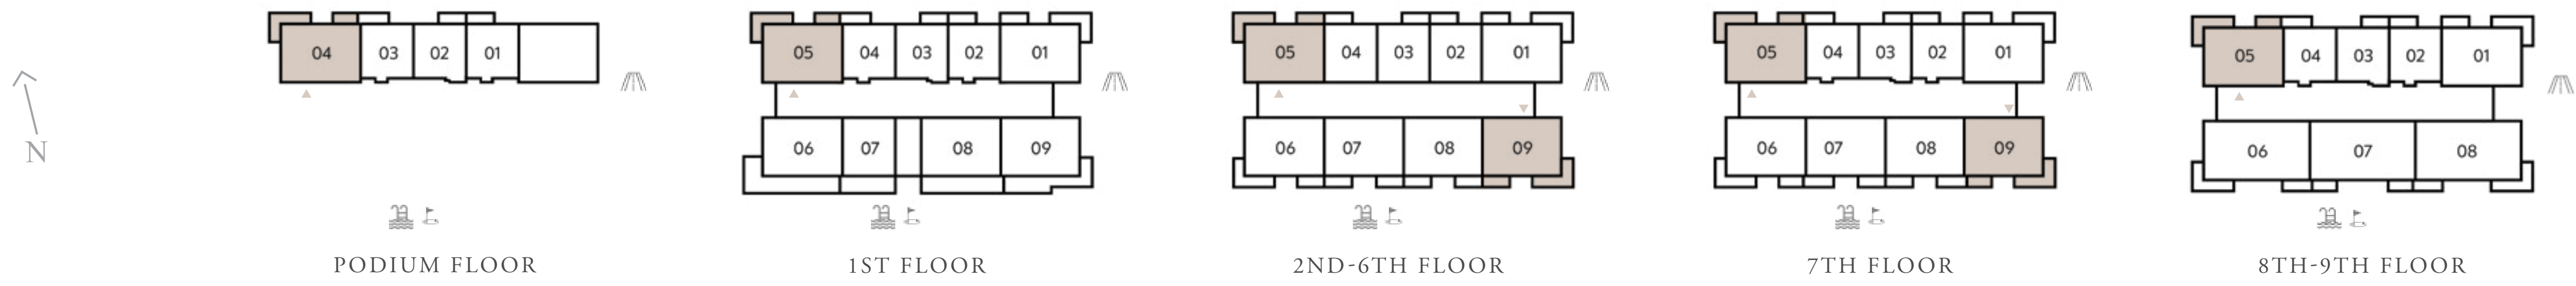 04 03 02 01
05 04 03 02 01
05 04 03 02 01
05 04 03 02 01
05 04 03 02 01
N
06 07 08 09
06 07 08 09
06 07 08 09
06 07 08
PODIUM FLOOR
1ST FLOOR
2ND-6TH FLOOR
7TH FLOOR
8TH-9TH FLOOR